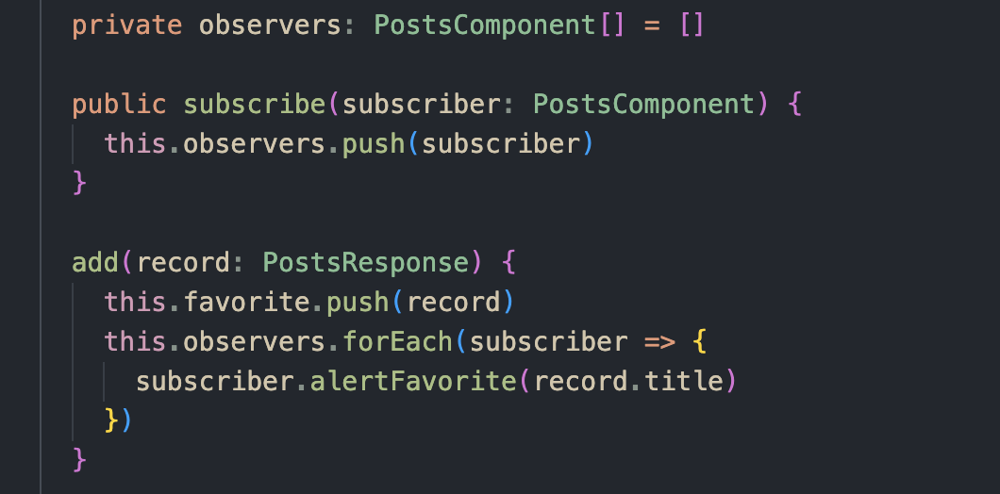 private observers: PostsComponent[] = []
public subscribe(subscriber: PostsComponent) {
this.observers.push(subscriber)
}
add(record: PostsResponse) {
this.favorite.push(record)
this.observers.forEach(subscriber => {
subscriber.alertFavorite(record.title)
})
}